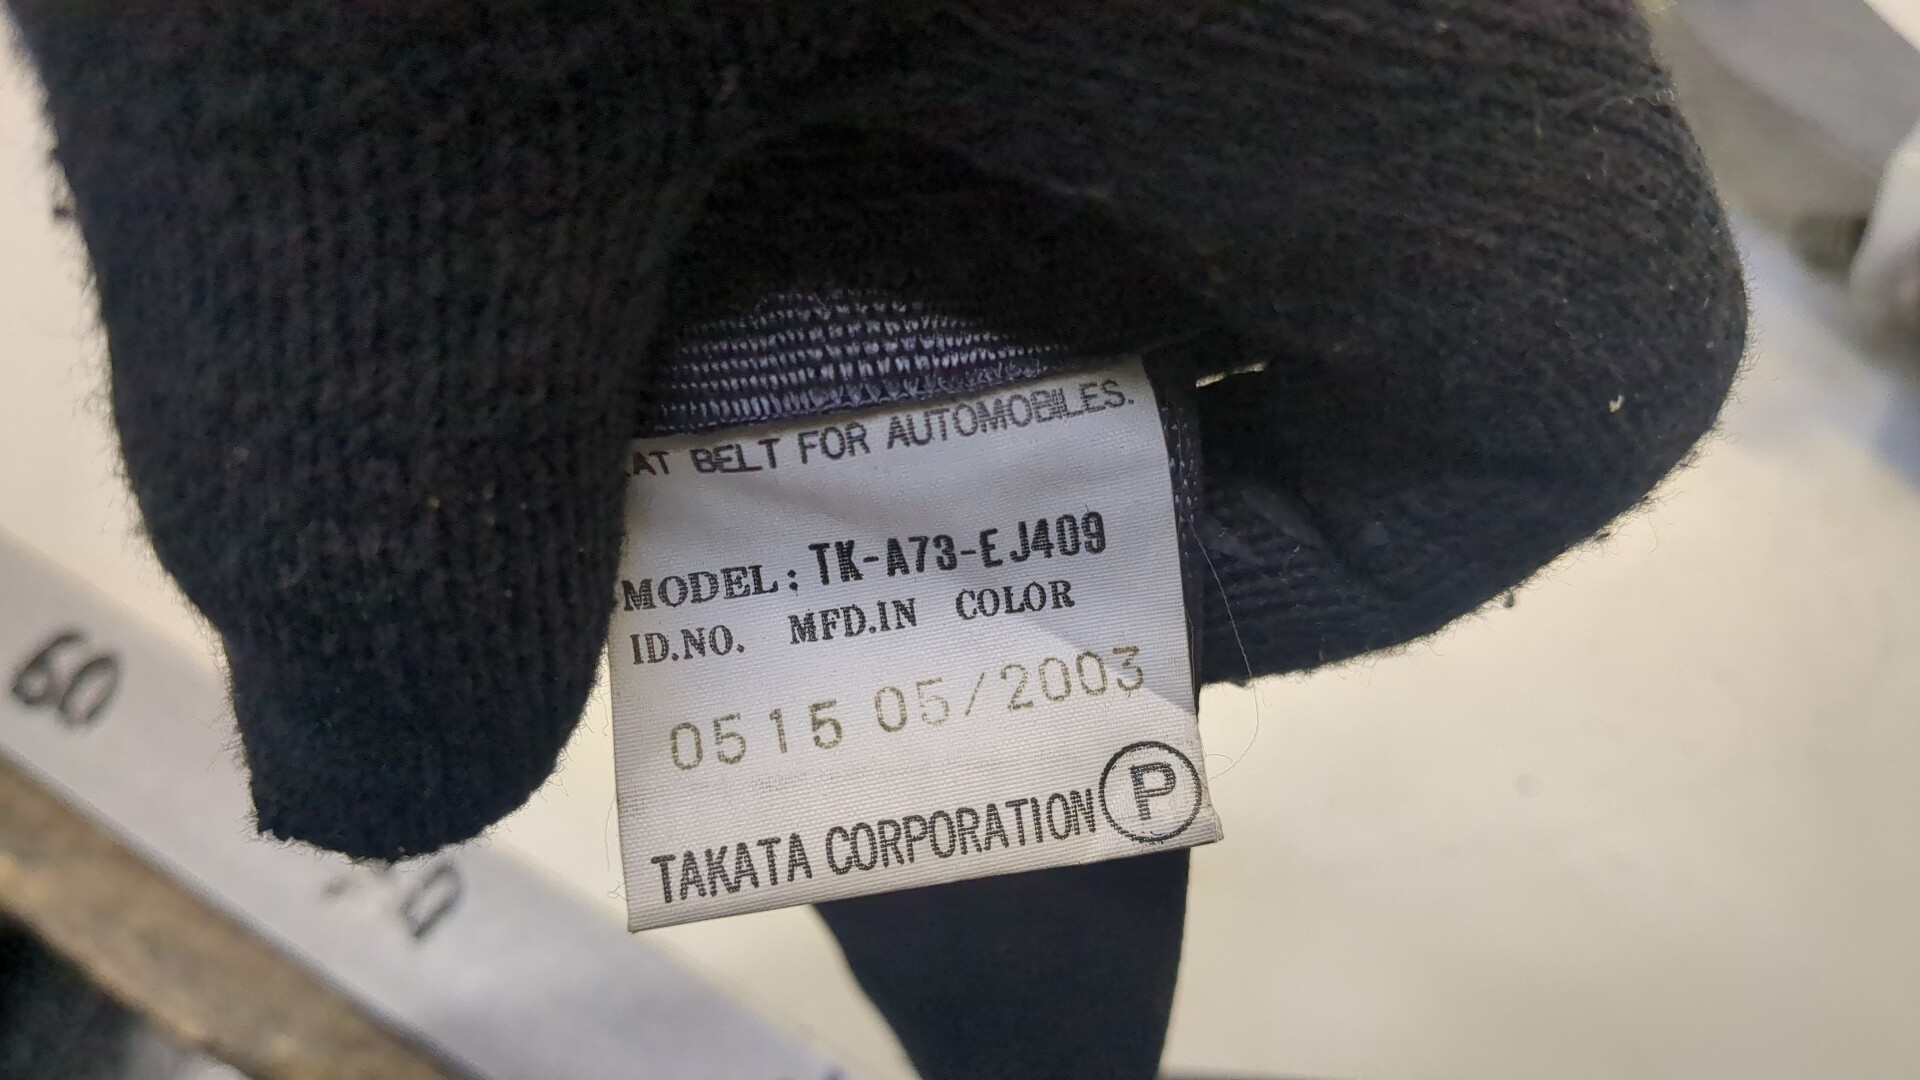 AT BELT FOR AUTOMOBILES.
MODEL: TK-A73-EJ409
ID.NO. MFD.IN COLOR
0515 05/2003
TAKATA CORPORATION P
60